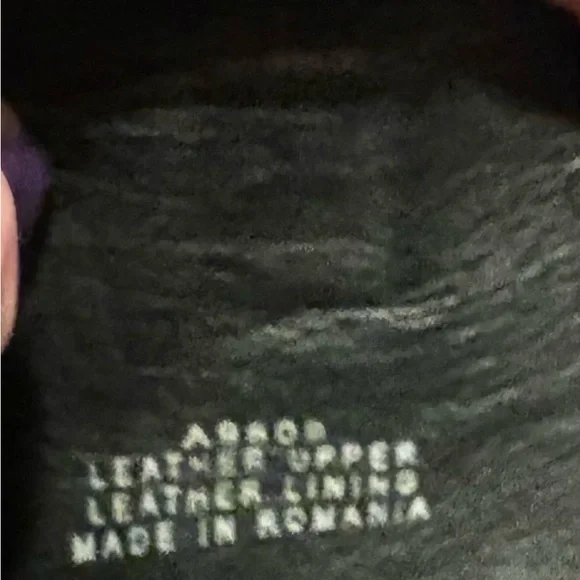 LEATHER UPPER
LEATHER LINING
MADE IN ROMANIA